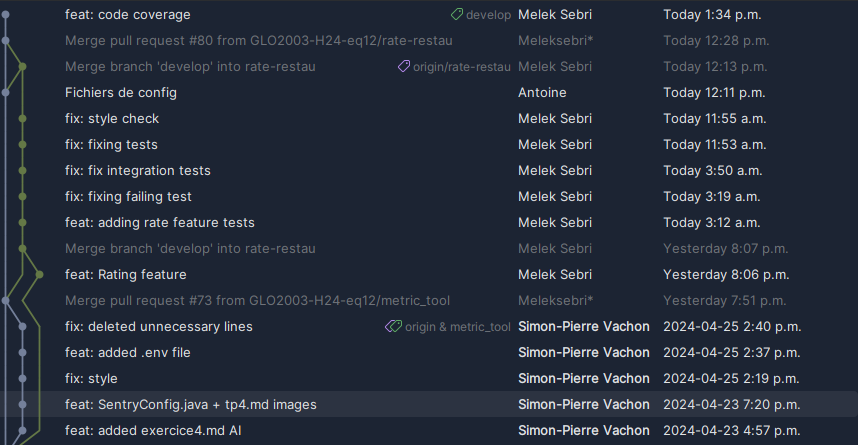 feat: code coverage develop Melek Sebri Today 1:34 p.m.
Merge pull request #80 from GLO2003-H24-eq12/rate-restau Meleksebri* Today 12:28 p.m.
Merge branch 'develop' into rate-restau origin/rate-restau Melek Sebri Today 12:13 p.m.
Fichiers de config Antoine Today 12:11 p.m.
fix: style check Melek Sebri Today 11:55 a.m.
fix: fixing tests Melek Sebri Today 11:53 a.m.
fix: fix integration tests Melek Sebri Today 3:50 a.m.
fix: fixing failing test Melek Sebri Today 3:19 a.m.
feat: adding rate feature tests Melek Sebri Today 3:12 a.m.
Merge branch 'develop' into rate-restau Melek Sebri Yesterday 8:07 p.m.
feat: Rating feature Melek Sebri Yesterday 8:06 p.m.
Merge pull request #73 from GLO2003-H24-eq12/metric_tool Meleksebri* Yesterday 7:51 p.m.
fix: deleted unnecessary lines origin & metric_tool Simon-Pierre Vachon 2024-04-25 2:40 p.m.
feat: added .env file Simon-Pierre Vachon 2024-04-25 2:37 p.m.
fix: style Simon-Pierre Vachon 2024-04-25 2:19 p.m.
feat: SentryConfig.java + tp4.md images Simon-Pierre Vachon 2024-04-23 7:20 p.m.
feat: added exercice4.md AI Simon-Pierre Vachon 2024-04-23 4:57 p.m.